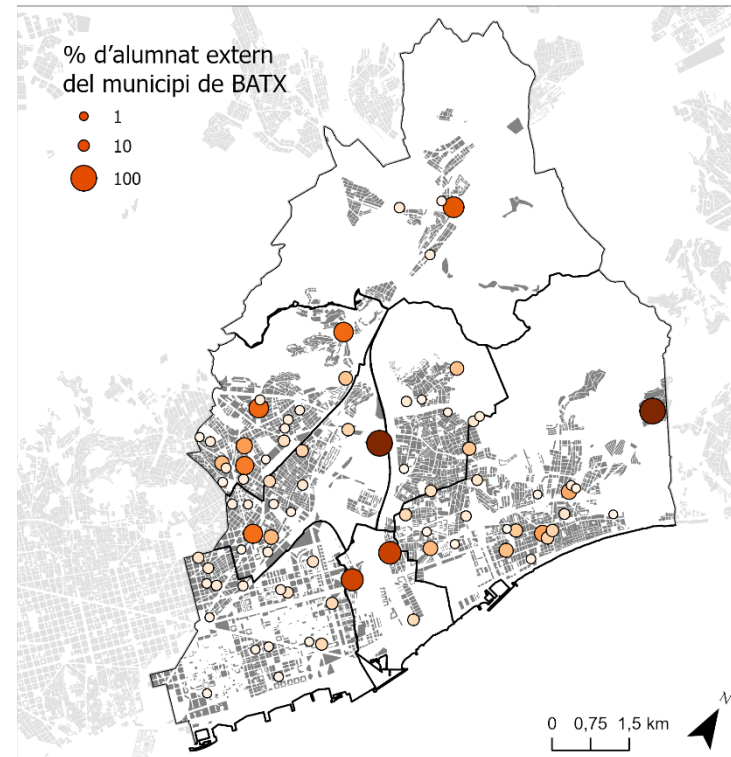 % d’alumnat extern
del municipi de BATX
1
10
100
N
0 0,75 1,5 km